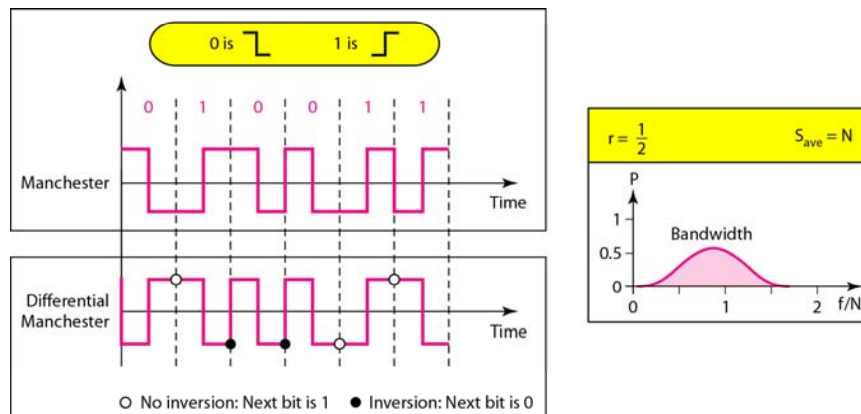 0 is 1 is
0 1 0 0 1 1
Manchester
Time
Differential
Manchester
Time
○ No inversion: Next bit is 1 ● Inversion: Next bit is 0
r = 1/2 S_ave = N
P
1
Bandwidth
0.5
0
0 1 2 f/N